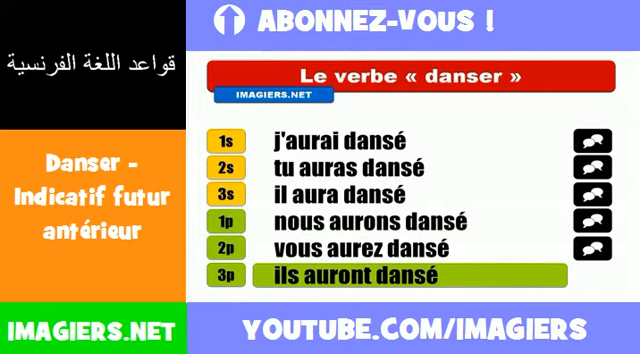 ABONNEZ-VOUS !
قواعد اللغة الفرنسية
Le verbe « danser »
IMAGIERS.NET
1s j'aurai dansé
2s tu auras dansé
3s il aura dansé
1p nous aurons dansé
2p vous aurez dansé
3p ils auront dansé
Danser -
Indicatif futur
antérieur
IMAGIERS.NET
YOUTUBE.COM/IMAGIERS